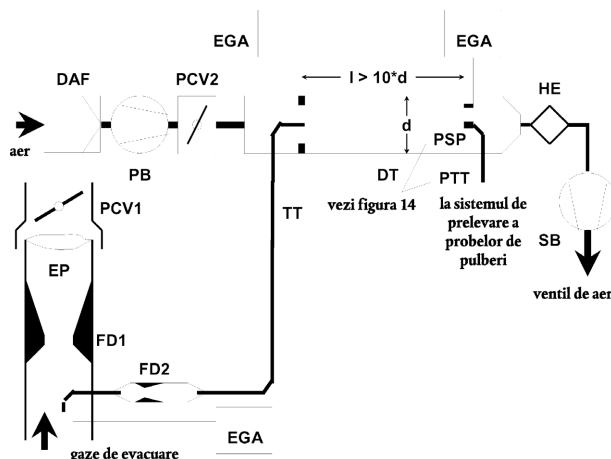 EGA
EGA
DAF
PCV2
l > 10*d
HE
d
aer
PB
PSP
DT
PTT
PCV1
TT
vezi figura 14
la sistemul de
prelevare a
probelor de
pulberi
SB
EP
ventil de aer
FD1
FD2
EGA
gaze de evacuare